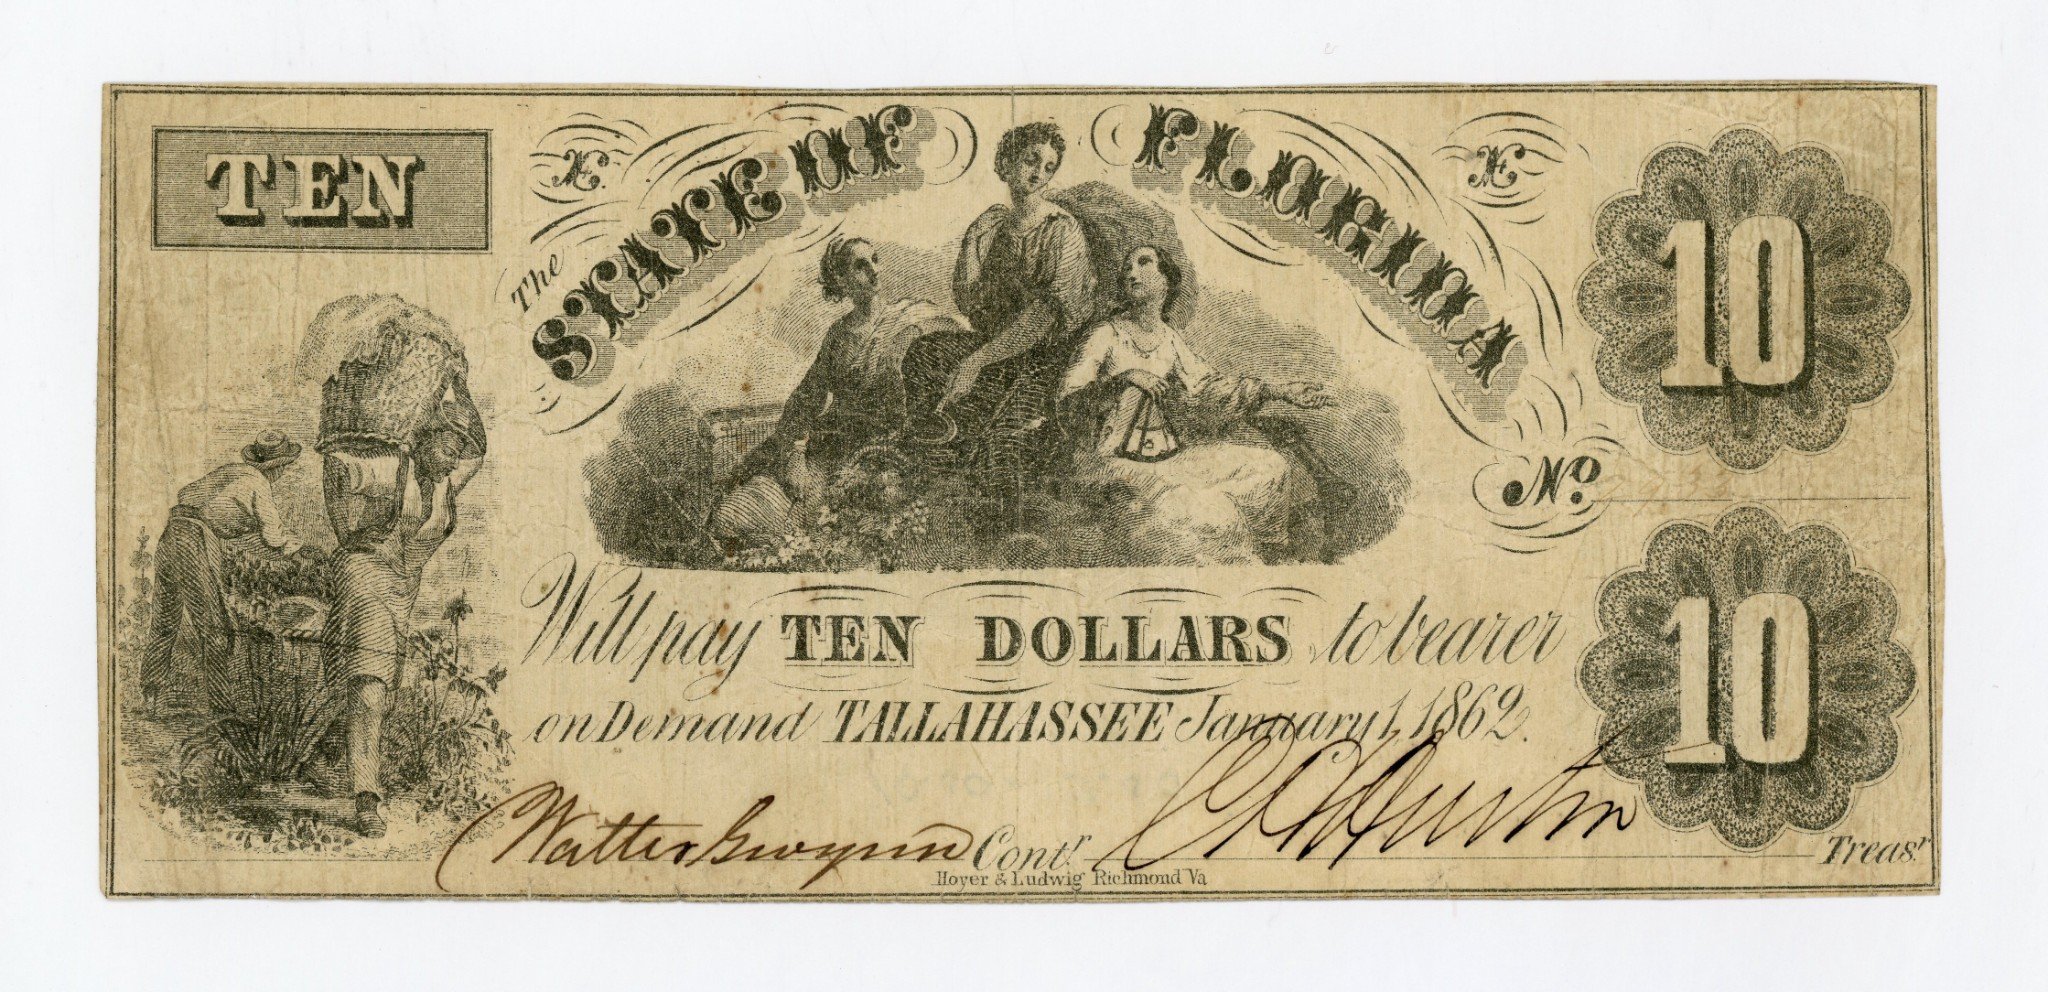 TEN
Æ.
The STATE OF FLORIDA
Æ
10
No.
Will pay TEN DOLLARS to bearer
on Demand TALLAHASSEE January 1, 1862.
10
Walter Gwynn Contr. C. H. Austin Treasr
Hoyer & Ludwig Richmond Va